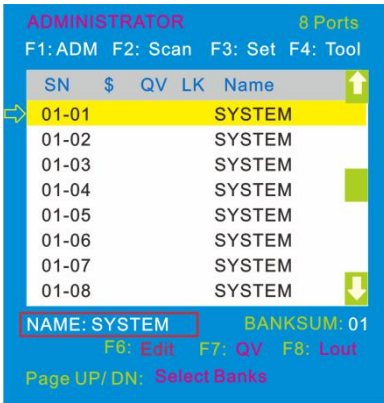 ADMINISTRATOR 8 Ports
F1: ADM F2: Scan F3: Set F4: Tool
SN $ QV LK Name
01-01 SYSTEM
01-02 SYSTEM
01-03 SYSTEM
01-04 SYSTEM
01-05 SYSTEM
01-06 SYSTEM
01-07 SYSTEM
01-08 SYSTEM
NAME: SYSTEM BANKSUM: 01
F6: Edit F7: QV F8: Lout
Page UP/ DN: Select Banks